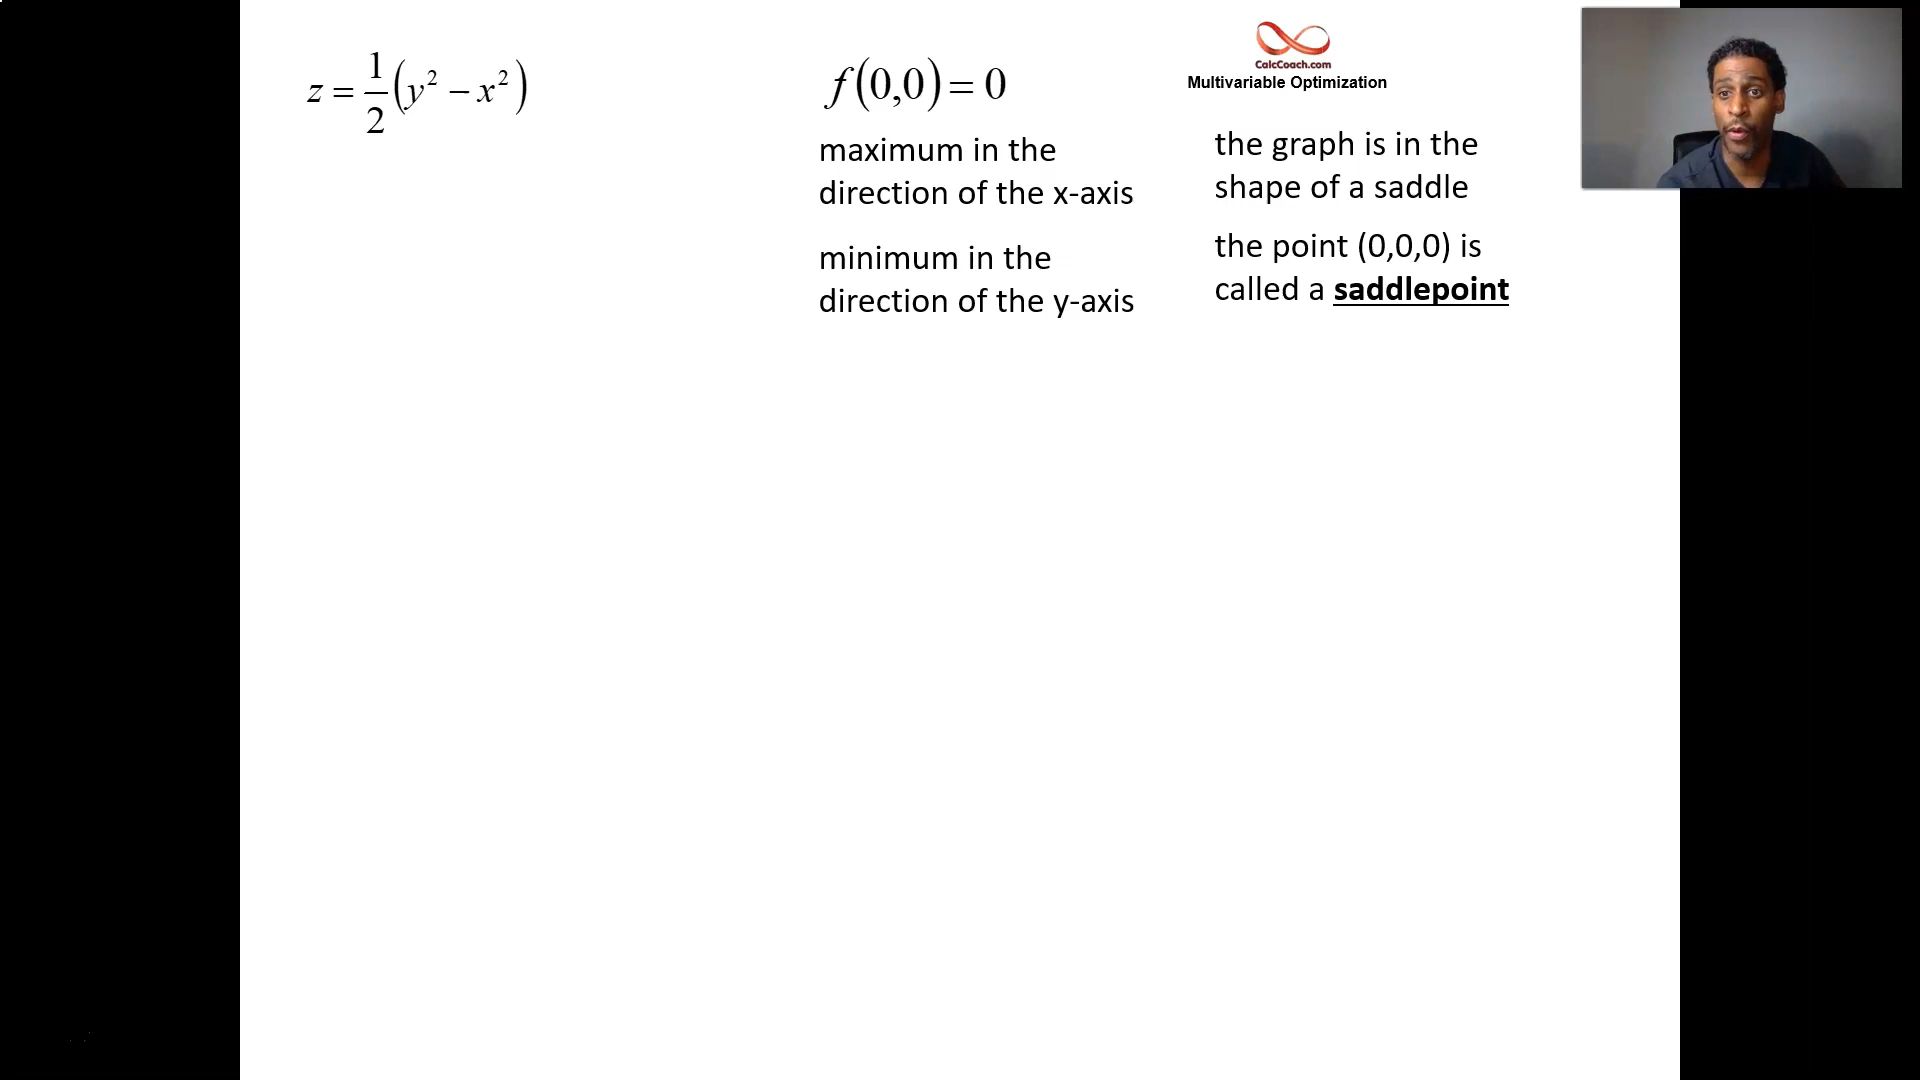 z = 1/2 (y² − x²)
f(0,0) = 0
maximum in the
direction of the x-axis
minimum in the
direction of the y-axis
CalcCoach.com
Multivariable Optimization
the graph is in the
shape of a saddle
the point (0,0,0) is
called a saddlepoint